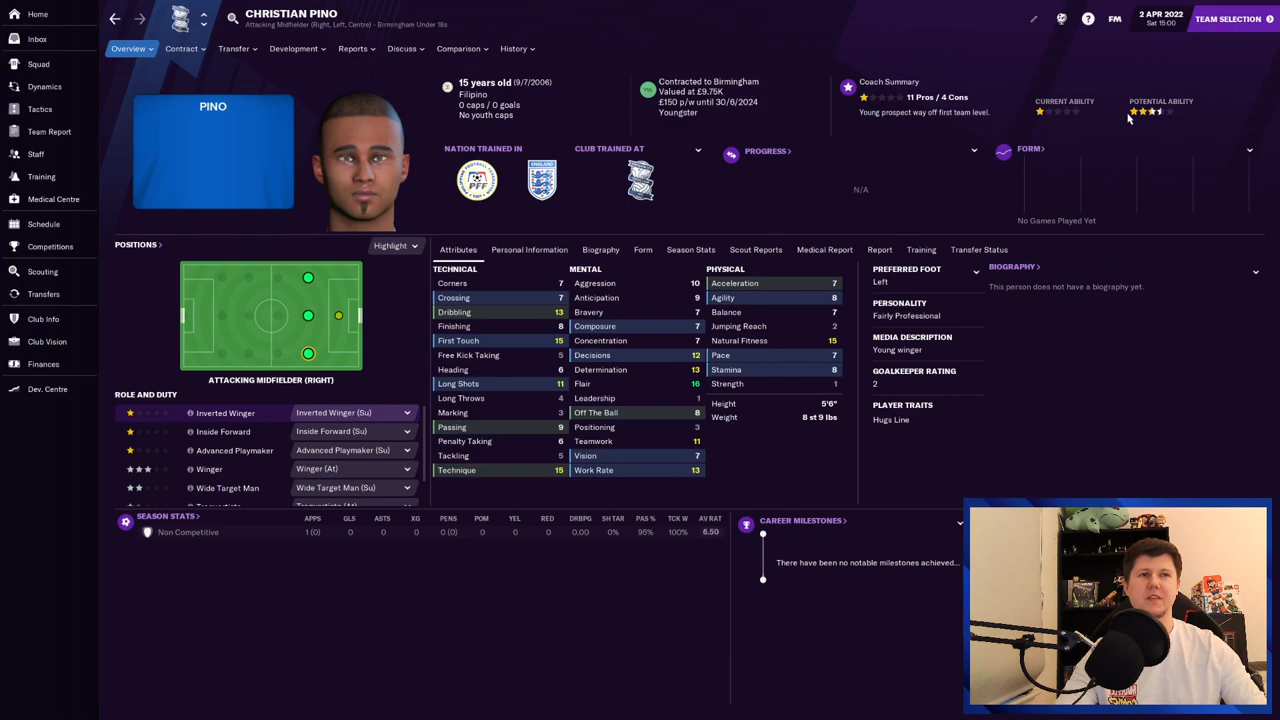 Home
Inbox
Squad
Dynamics
Tactics
Team Report
Staff
Training
Medical Centre
Schedule
Competitions
Scouting
Transfers
Club Info
Club Vision
Finances
Dev. Centre
CHRISTIAN PINO
Attacking Midfielder (Right, Left, Centre) - Birmingham Under 18s
FM
2 APR 2022
Sat 15:00
TEAM SELECTION
Overview
Contract
Transfer
Development
Reports
Discuss
Comparison
History
PINO
15 years old (9/7/2006)
Filipino
0 caps / 0 goals
No youth caps
Yth
Contracted to Birmingham
Valued at £9.75K
£150 p/w until 30/6/2024
Youngster
Coach Summary
11 Pros / 4 Cons
Young prospect way off first team level.
CURRENT ABILITY
POTENTIAL ABILITY
NATION TRAINED IN
PFF
ENGLAND
CLUB TRAINED AT
PROGRESS >
N/A
FORM >
No Games Played Yet
POSITIONS >
Highlight
ATTACKING MIDFIELDER (RIGHT)
ROLE AND DUTY
Inverted Winger Inverted Winger (Su)
Inside Forward Inside Forward (Su)
Advanced Playmaker Advanced Playmaker (Su)
Winger Winger (At)
Wide Target Man Wide Target Man (Su)
Attributes
Personal Information
Biography
Form
Season Stats
Scout Reports
Medical Report
Report
Training
Transfer Status
TECHNICAL
Corners 7
Crossing 7
Dribbling 13
Finishing 8
First Touch 15
Free Kick Taking 5
Heading 6
Long Shots 11
Long Throws 4
Marking 3
Passing 9
Penalty Taking 6
Tackling 5
Technique 15
MENTAL
Aggression 10
Anticipation 9
Bravery 7
Composure 7
Concentration 7
Decisions 12
Determination 13
Flair 16
Leadership 1
Off The Ball 8
Positioning 3
Teamwork 11
Vision 7
Work Rate 13
PHYSICAL
Acceleration 7
Agility 8
Balance 7
Jumping Reach 2
Natural Fitness 15
Pace 7
Stamina 8
Strength 1
Height 5'6"
Weight 8 st 9 lbs
PREFERRED FOOT
Left
PERSONALITY
Fairly Professional
MEDIA DESCRIPTION
Young winger
GOALKEEPER RATING
2
PLAYER TRAITS
Hugs Line
BIOGRAPHY >
This person does not have a biography yet.
SEASON STATS >
APPS GLS ASTS XG PENS POM YEL RED DRBPG SH TAR PAS % TCK W AV RAT
Non Competitive 1 (0) 0 0 0 0 (0) 0 0 0 0.00 0% 95% 100% 6.50
CAREER MILESTONES >
There have been no notable milestones achieved...